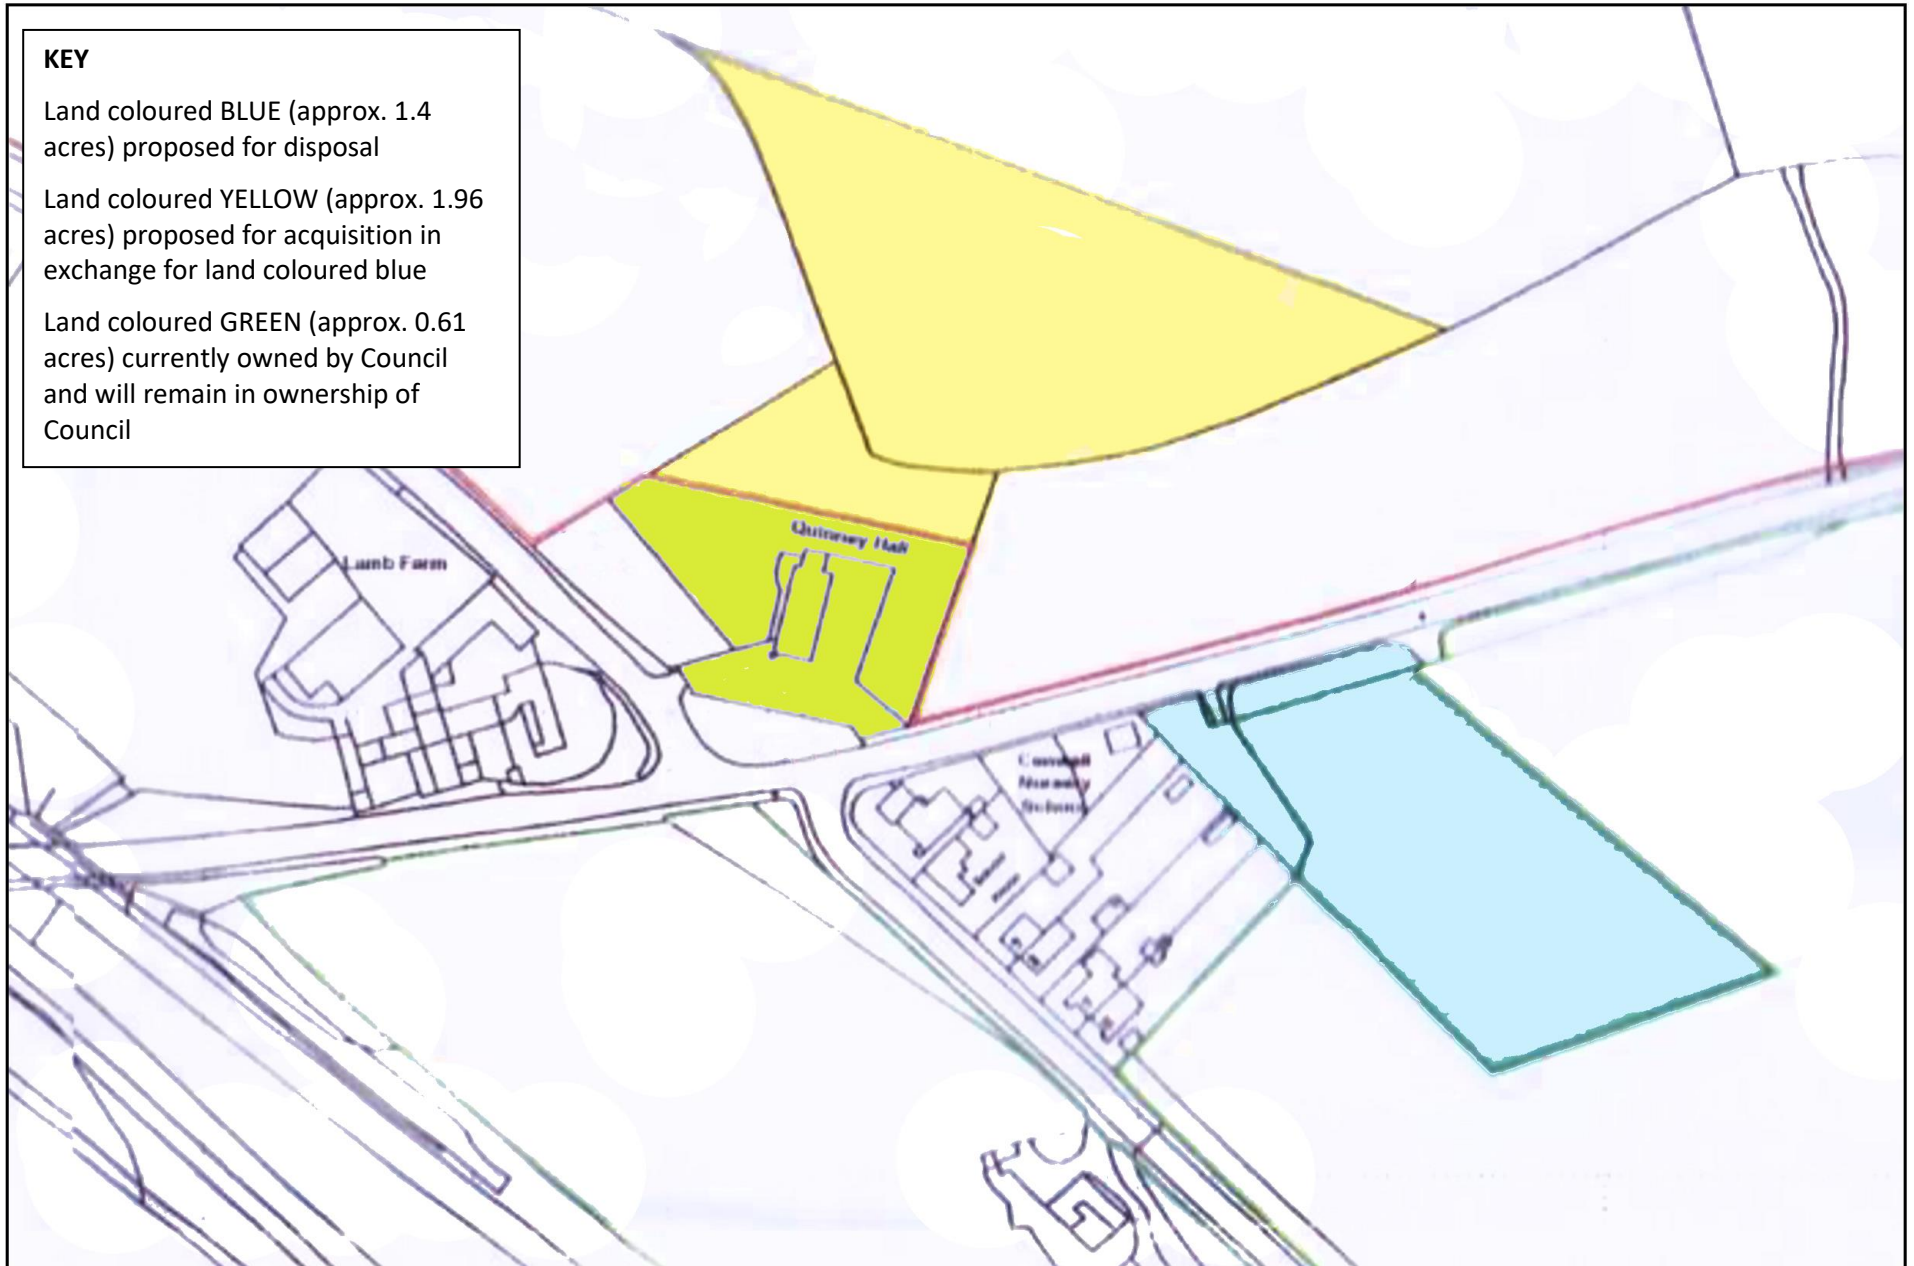 KEY
Land coloured BLUE (approx. 1.4
acres) proposed for disposal
Land coloured YELLOW (approx. 1.96
acres) proposed for acquisition in
exchange for land coloured blue
Land coloured GREEN (approx. 0.61
acres) currently owned by Council
and will remain in ownership of
Council
Lamb Farm
Quinney Hall
Nursery